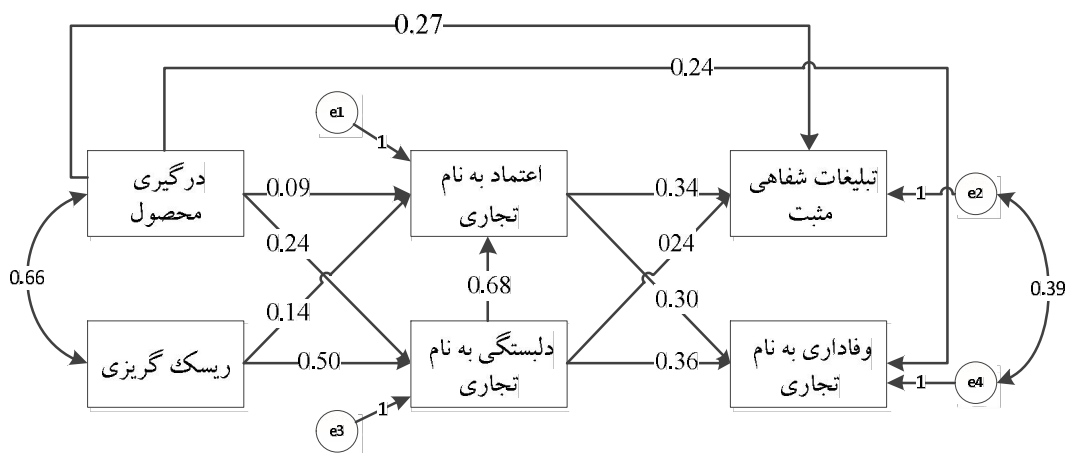 0.27
0.24
e1
1
درگیری
محصول
0.09
اعتماد به نام
تجاری
0.34
تبلیغات شفاهی
مثبت
1
e2
0.24
024
0.66
0.68
0.39
0.14
0.30
ریسک گریزی
0.50
دلبستگی به نام
تجاری
0.36
وفاداری به نام
تجاری
1
e4
1
e3